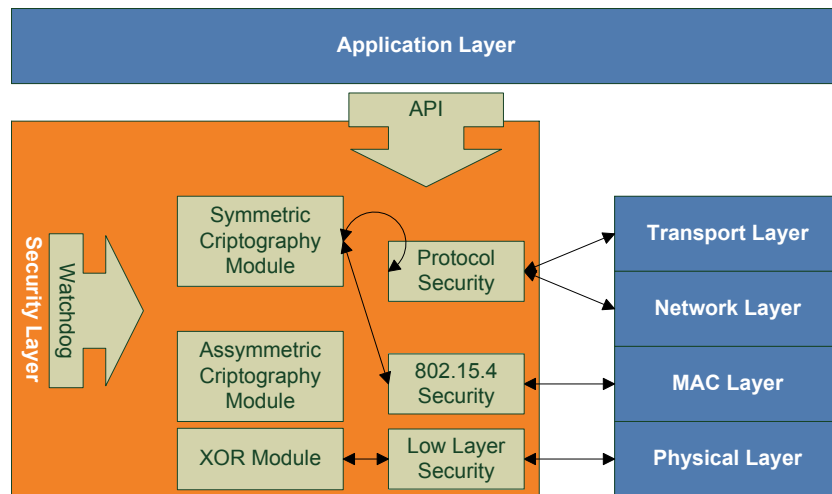 Application Layer
API
Security Layer
Watchdog
Symmetric
Criptography
Module
Protocol
Security
Assymmetric
Criptography
Module
802.15.4
Security
XOR Module
Low Layer
Security
Transport Layer
Network Layer
MAC Layer
Physical Layer